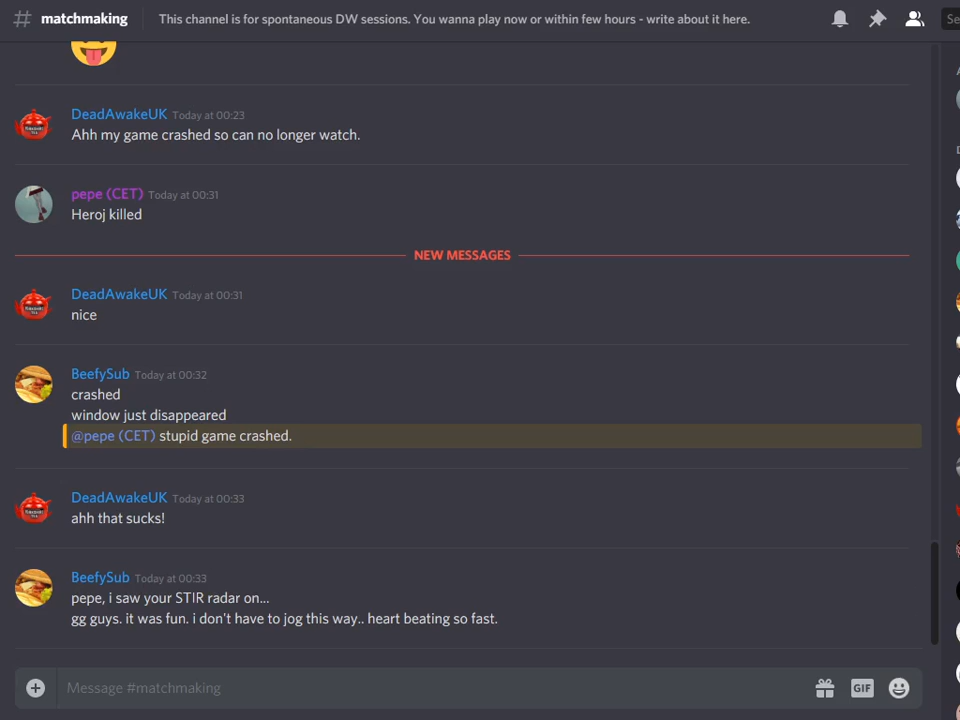 # matchmaking
This channel is for spontaneous DW sessions. You wanna play now or within few hours - write about it here.
Se
DeadAwakeUK Today at 00:23
Ahh my game crashed so can no longer watch.
pepe (CET) Today at 00:31
Heroj killed
NEW MESSAGES
DeadAwakeUK Today at 00:31
nice
BeefySub Today at 00:32
crashed
window just disappeared
@pepe (CET) stupid game crashed.
DeadAwakeUK Today at 00:33
ahh that sucks!
BeefySub Today at 00:33
pepe, i saw your STIR radar on...
gg guys. it was fun. i don't have to jog this way.. heart beating so fast.
Message #matchmaking
GIF